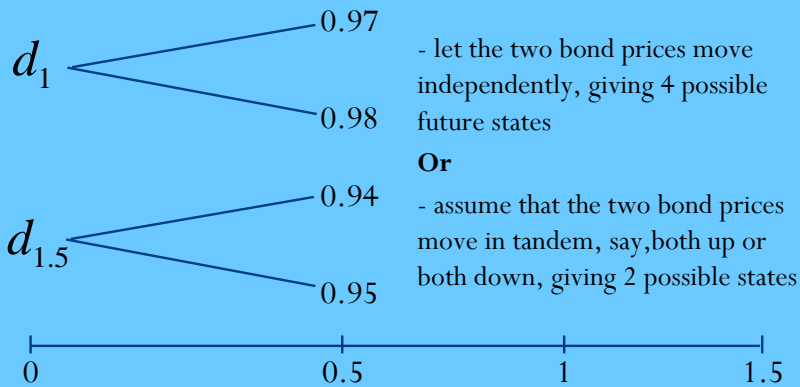 0.97
d1
0.98
- let the two bond prices move
independently, giving 4 possible
future states
Or
0.94
d1.5
0.95
- assume that the two bond prices
move in tandem, say,both up or
both down, giving 2 possible states
0 0.5 1 1.5